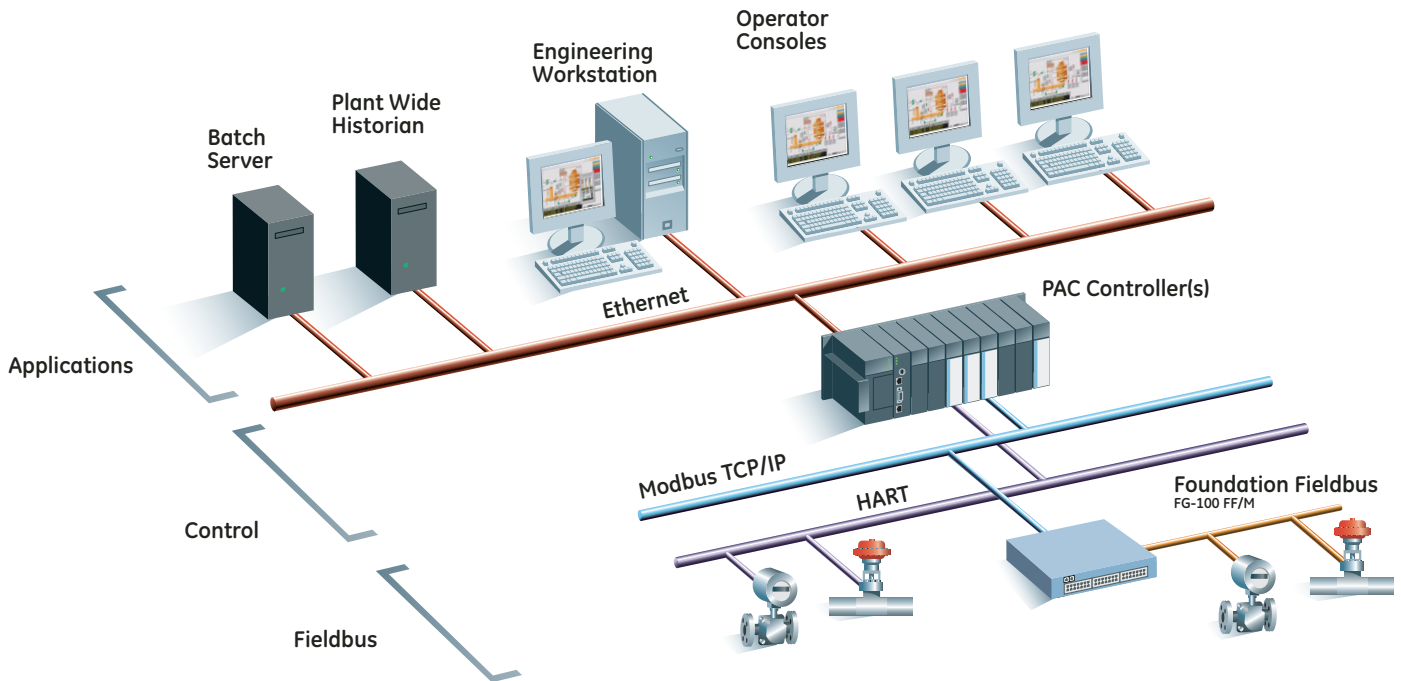 Operator
Consoles
Engineering
Workstation
Plant Wide
Historian
Batch
Server
Ethernet
PAC Controller(s)
Applications
Modbus TCP/IP
HART
Foundation Fieldbus
FG-100 FF/M
Control
Fieldbus